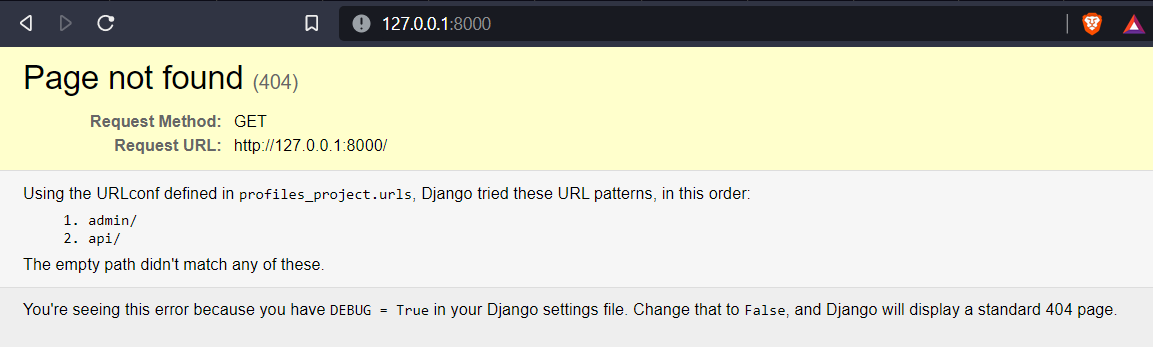 127.0.0.1:8000
Page not found (404)
Request Method: GET
Request URL: http://127.0.0.1:8000/
Using the URLconf defined in profiles_project.urls, Django tried these URL patterns, in this order:
1. admin/
2. api/
The empty path didn't match any of these.
You're seeing this error because you have DEBUG = True in your Django settings file. Change that to False, and Django will display a standard 404 page.